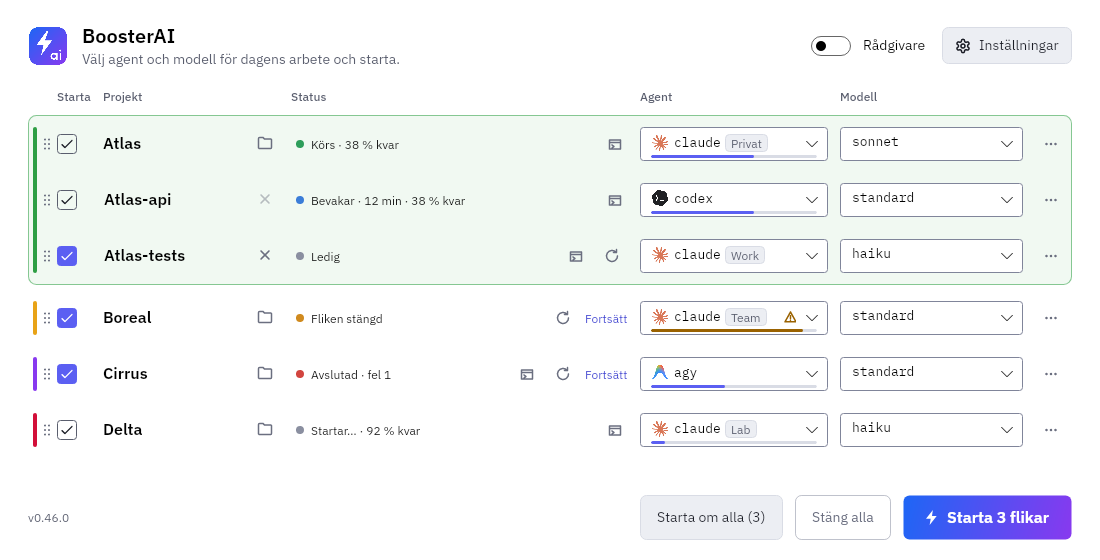 BoosterAI
Välj agent och modell för dagens arbete och starta.
Rådgivare
Inställningar
Starta Projekt Status Agent Modell
Atlas Körs · 38 % kvar claude Privat sonnet
Atlas-api Bevakar · 12 min · 38 % kvar codex standard
Atlas-tests Ledig claude Work haiku
Boreal Fliken stängd Fortsätt claude Team standard
Cirrus Avslutad · fel 1 Fortsätt agy standard
Delta Startar... · 92 % kvar claude Lab haiku
v0.46.0 Starta om alla (3) Stäng alla Starta 3 flikar
ai